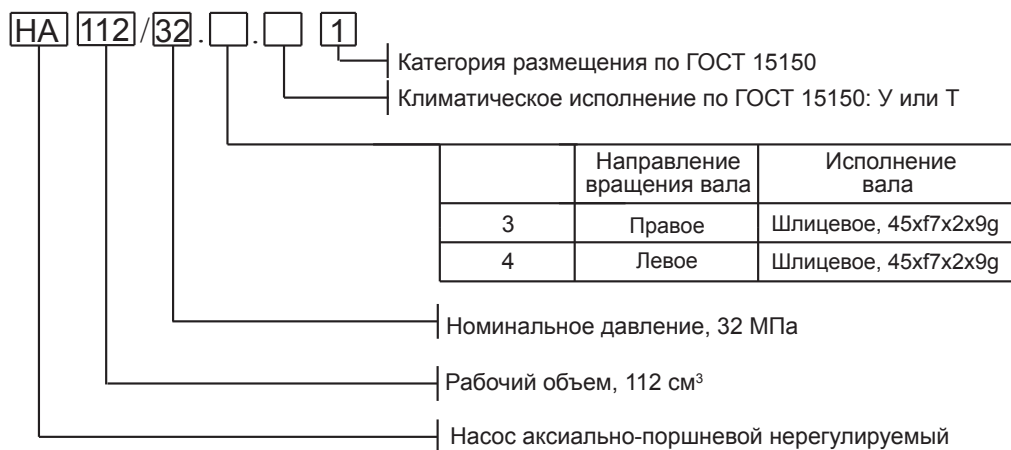 НА 112/32. . 1
Категория размещения по ГОСТ 15150
Климатическое исполнение по ГОСТ 15150: У или Т
Направление вращения вала
Исполнение вала
3 Правое Шлицевое, 45xf7x2x9g
4 Левое Шлицевое, 45xf7x2x9g
Номинальное давление, 32 МПа
Рабочий объем, 112 см³
Насос аксиально-поршневой нерегулируемый